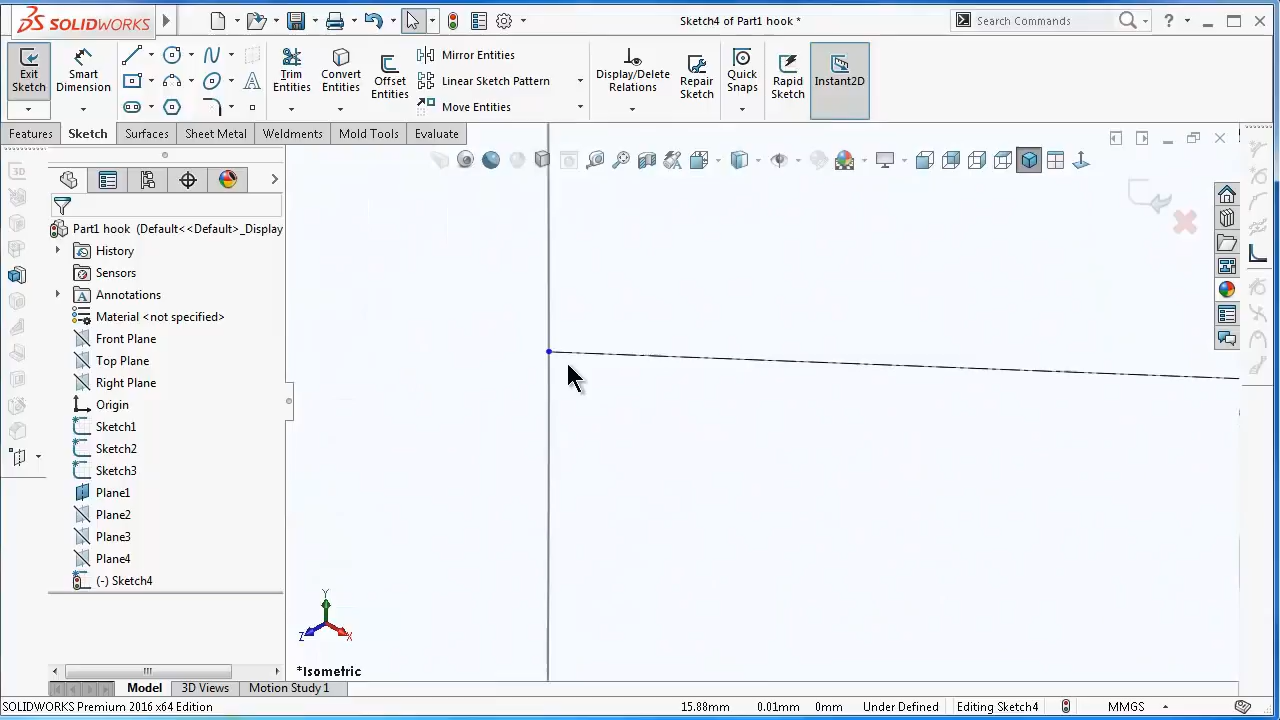 SOLIDWORKS
Sketch4 of Part1 hook *
Search Commands
Exit Sketch
Smart Dimension
Trim Entities
Convert Entities
Offset Entities
Mirror Entities
Linear Sketch Pattern
Move Entities
Display/Delete Relations
Repair Sketch
Quick Snaps
Rapid Sketch
Instant2D
Features
Sketch
Surfaces
Sheet Metal
Weldments
Mold Tools
Evaluate
Part1 hook (Default<<Default>_Display
History
Sensors
Annotations
Material <not specified>
Front Plane
Top Plane
Right Plane
Origin
Sketch1
Sketch2
Sketch3
Plane1
Plane2
Plane3
Plane4
(-) Sketch4
Y
Z
X
*Isometric
Model
3D Views
Motion Study 1
SOLIDWORKS Premium 2016 x64 Edition
15.88mm
0.01mm
0mm
Under Defined
Editing Sketch4
MMGS